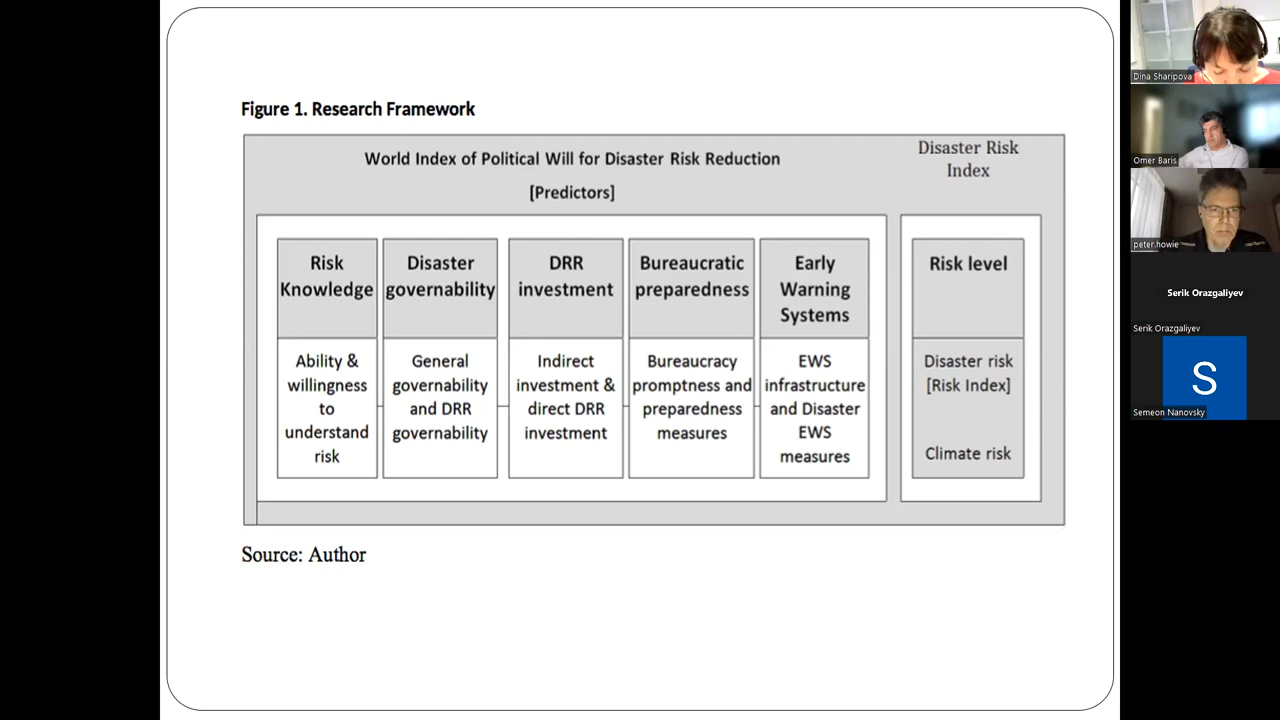 Figure 1. Research Framework
World Index of Political Will for Disaster Risk Reduction
[Predictors]
Disaster Risk
Index
Risk
Knowledge
Disaster
governability
DRR
investment
Bureaucratic
preparedness
Early
Warning
Systems
Risk level
Ability &
willingness
to
understand
risk
General
governability
and DRR
governability
Indirect
investment &
direct DRR
investment
Bureaucracy
promptness and
preparedness
measures
EWS
infrastructure
and Disaster
EWS
measures
Disaster risk
[Risk Index]
Climate risk
Source: Author
Dina Sharipova
Omer Baris
peter.howie
Serik Orazgaliyev
Serik Orazgaliyev
S
Semeon Nanovsky